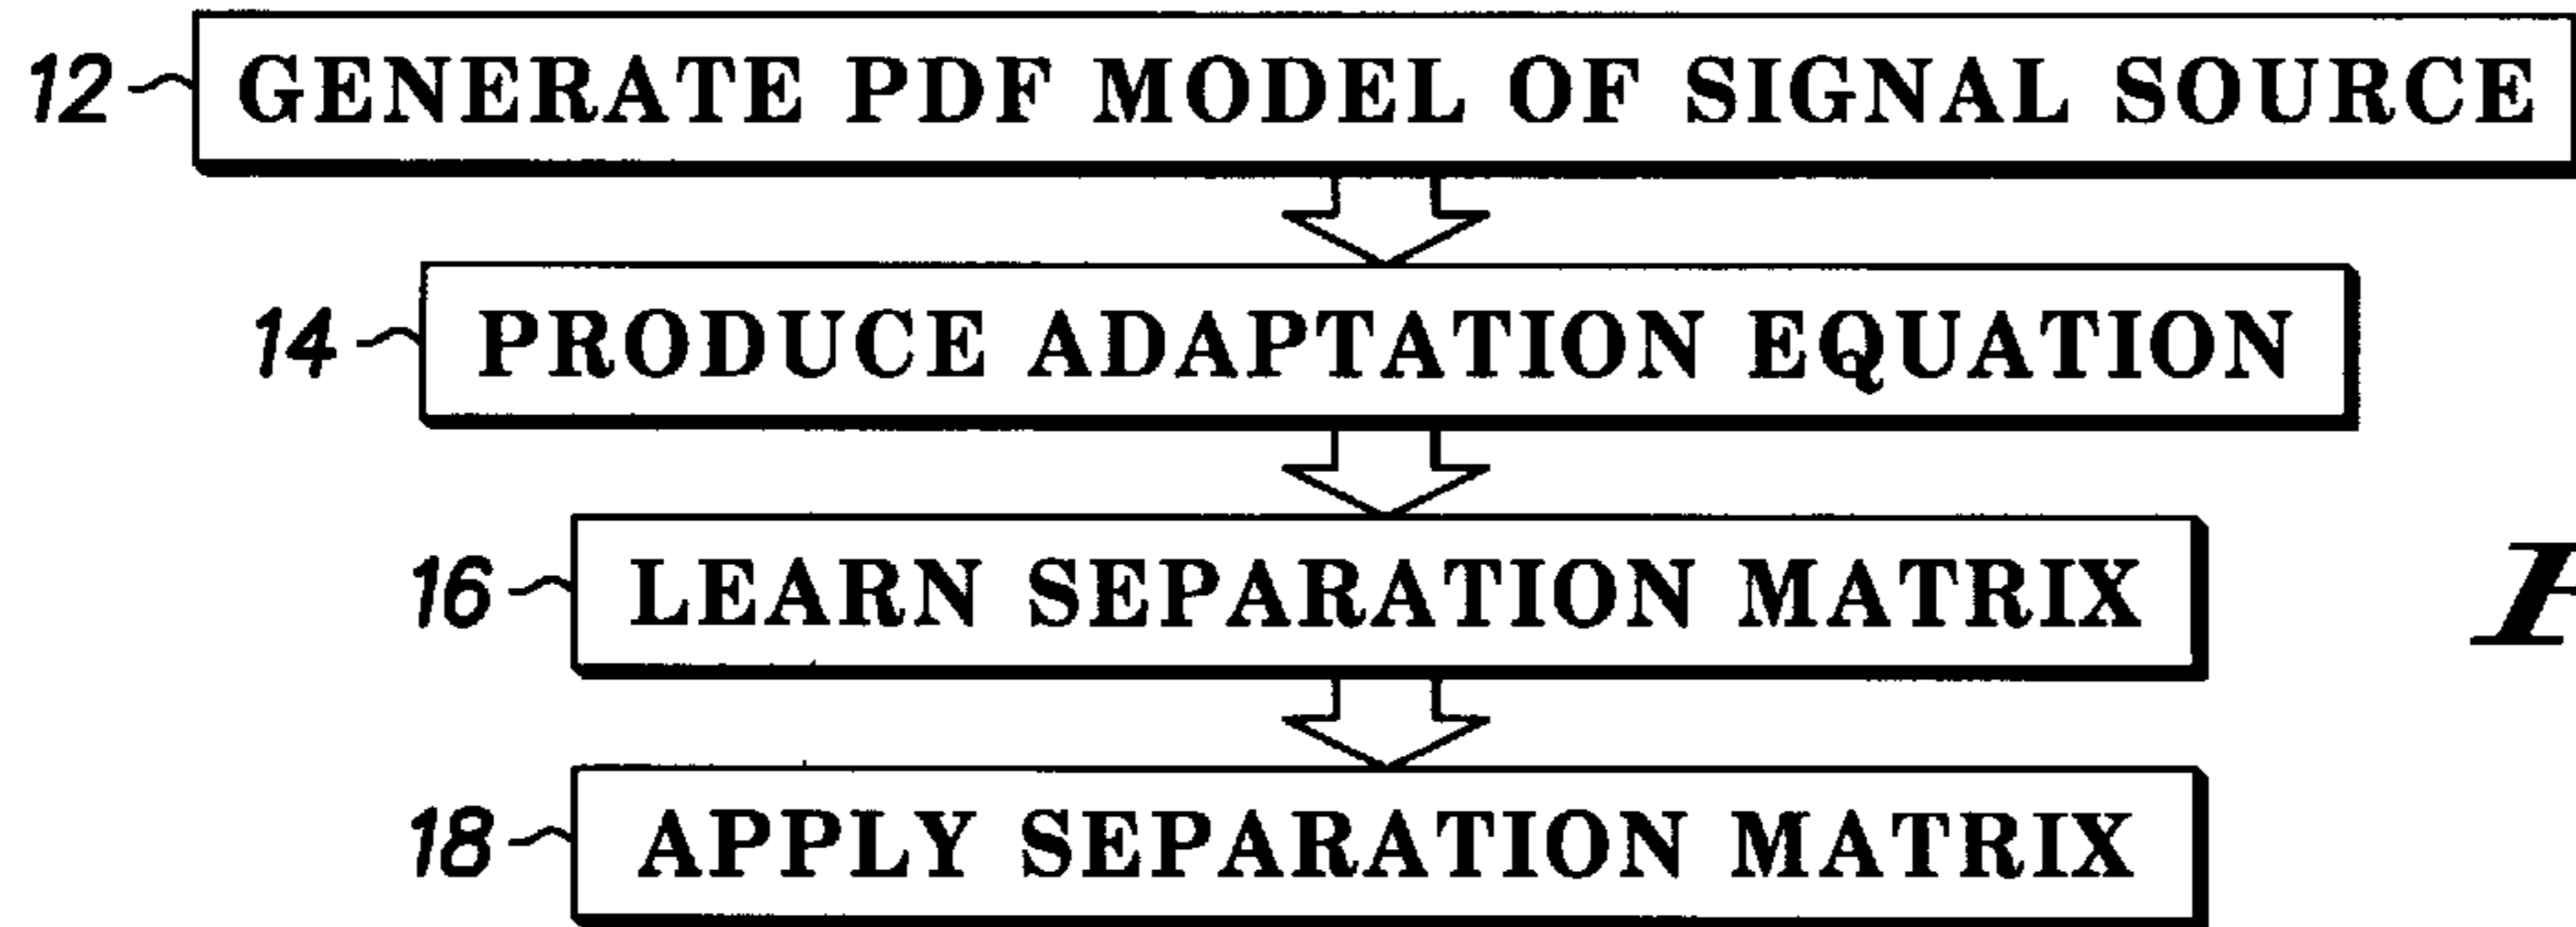 12 GENERATE PDF MODEL OF SIGNAL SOURCE
14 PRODUCE ADAPTATION EQUATION
16 LEARN SEPARATION MATRIX
18 APPLY SEPARATION MATRIX